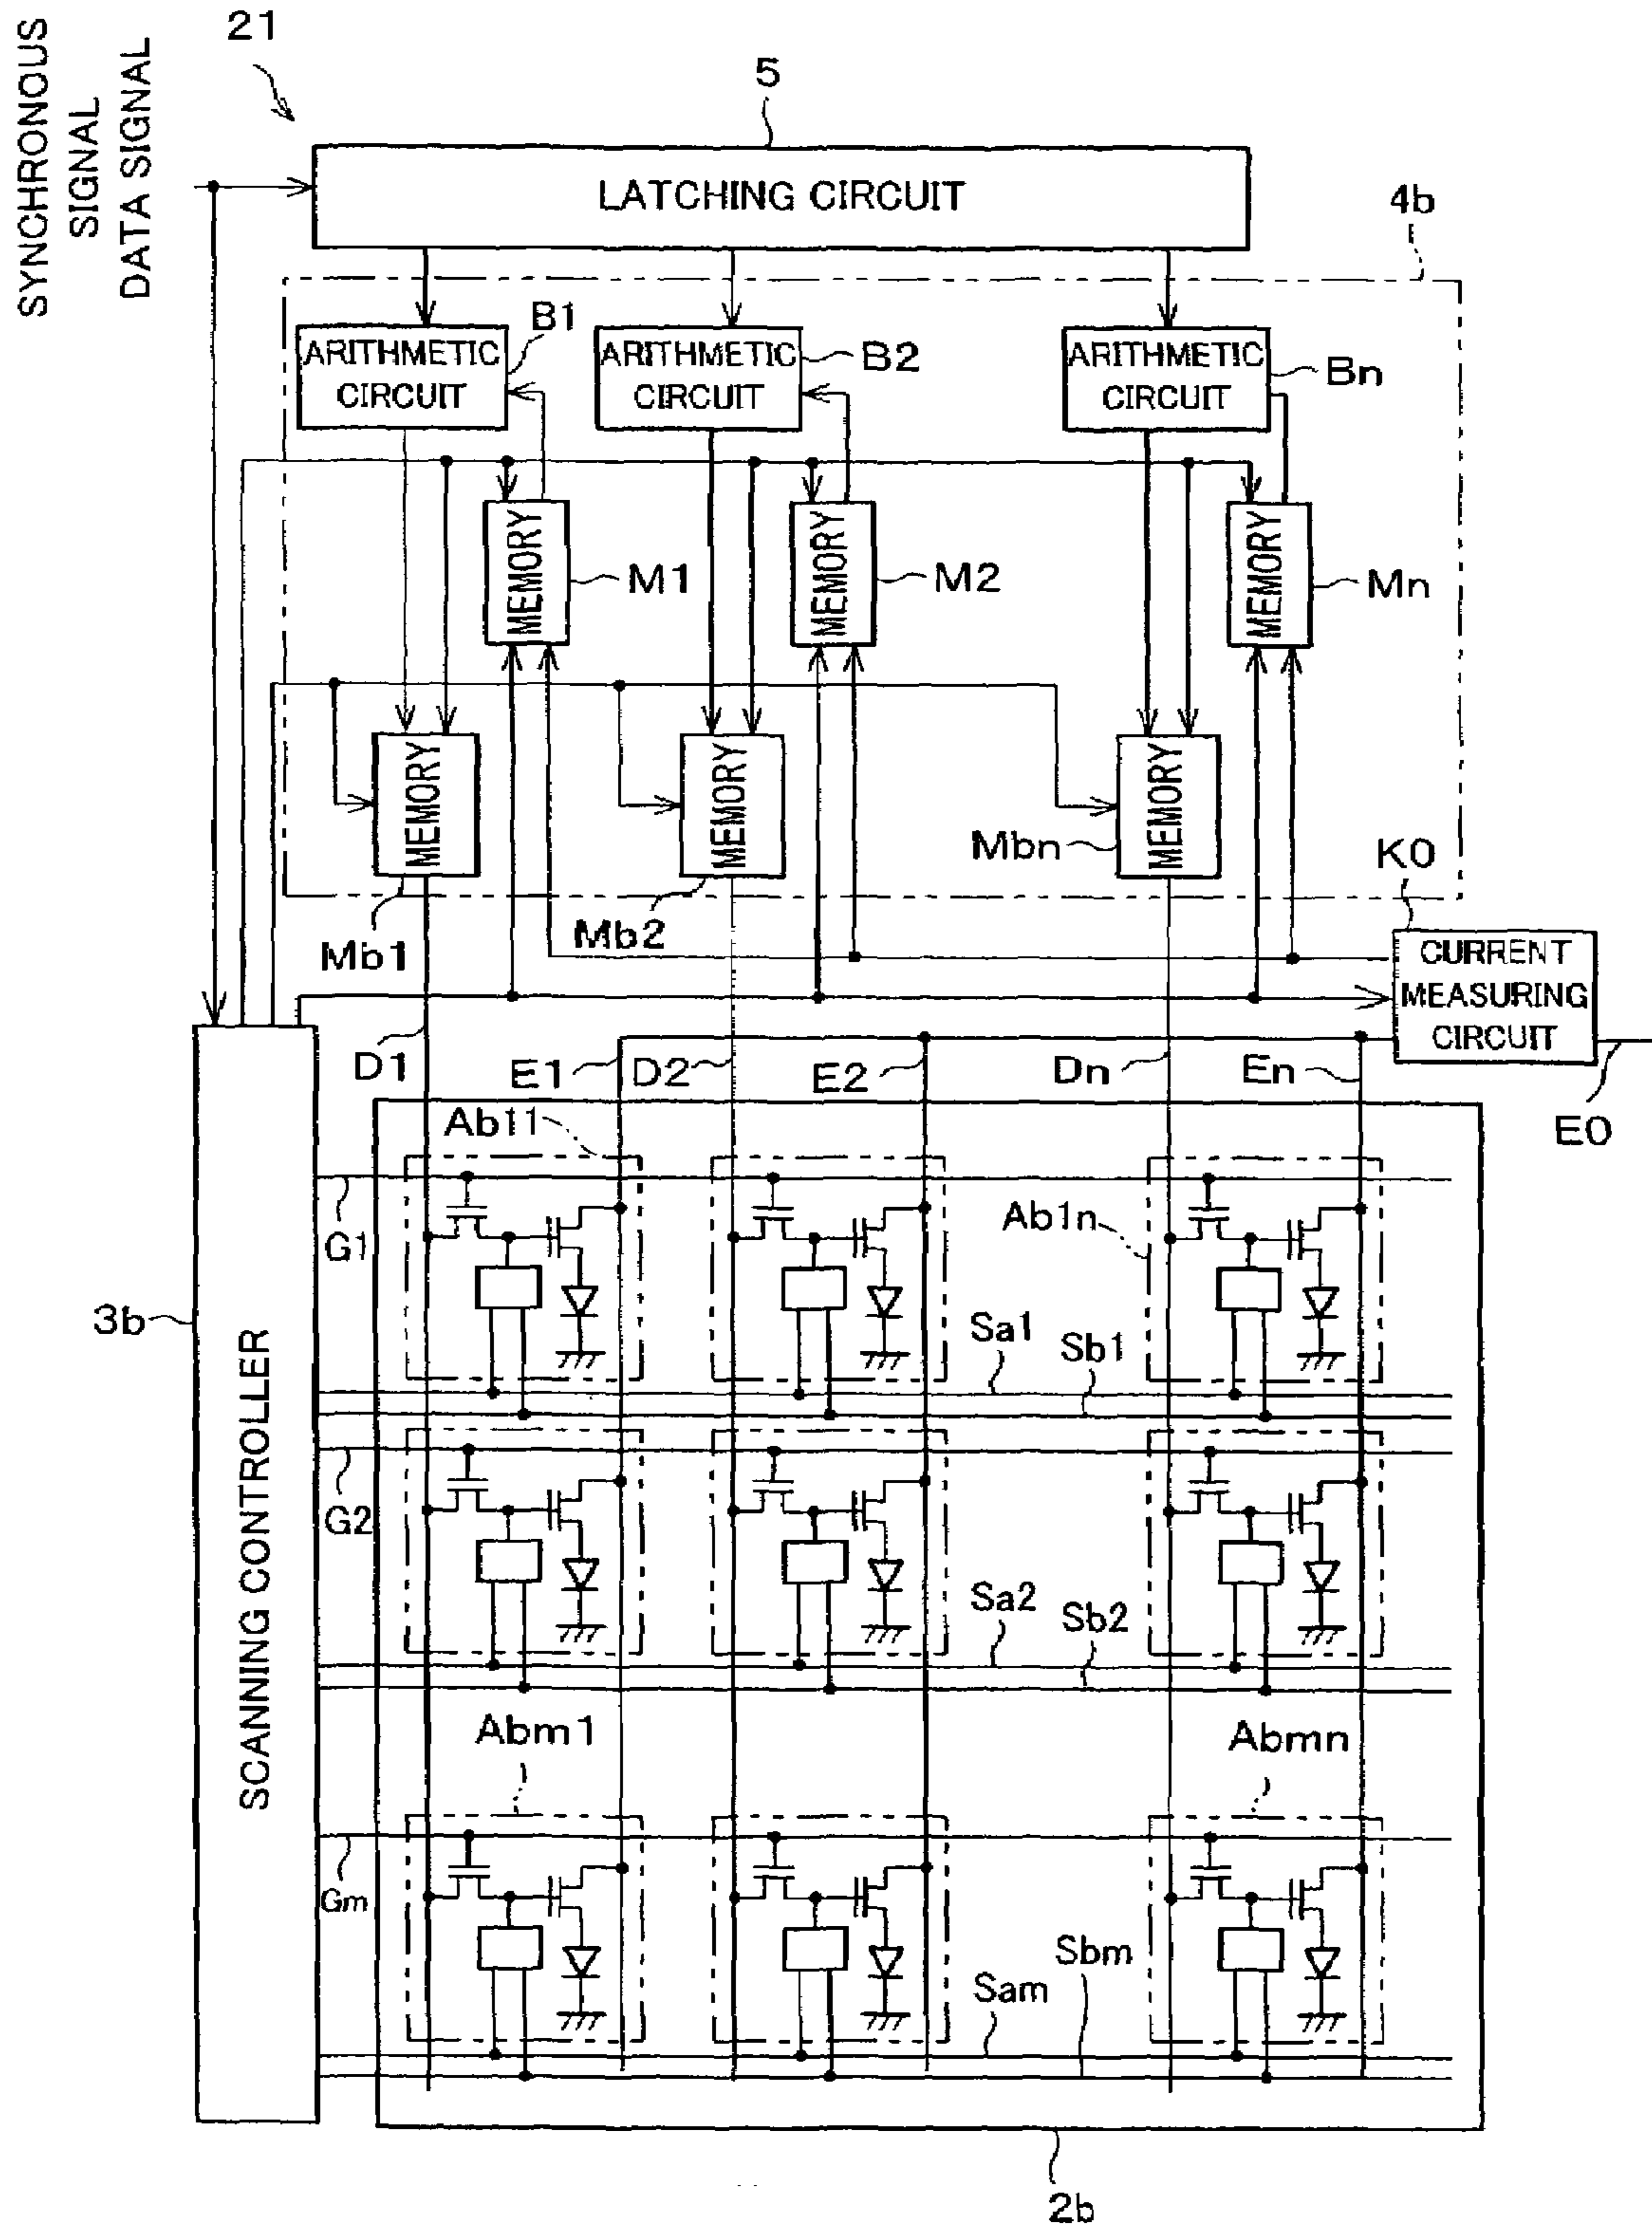 SYNCHRONOUS
SIGNAL
DATA SIGNAL
21
5
LATCHING CIRCUIT
4b
ARITHMETIC
CIRCUIT
B1
ARITHMETIC
CIRCUIT
B2
ARITHMETIC
CIRCUIT
Bn
MEMORY
M1
MEMORY
M2
MEMORY
Mn
MEMORY
Mb1
MEMORY
Mb2
MEMORY
Mbn
K0
CURRENT
MEASURING
CIRCUIT
E0
D1
E1
D2
E2
Dn
En
Ab11
Ab1n
G1
3b
SCANNING CONTROLLER
Sa1
Sb1
G2
Sa2
Sb2
Abm1
Abmn
Gm
Sbm
Sam
2b